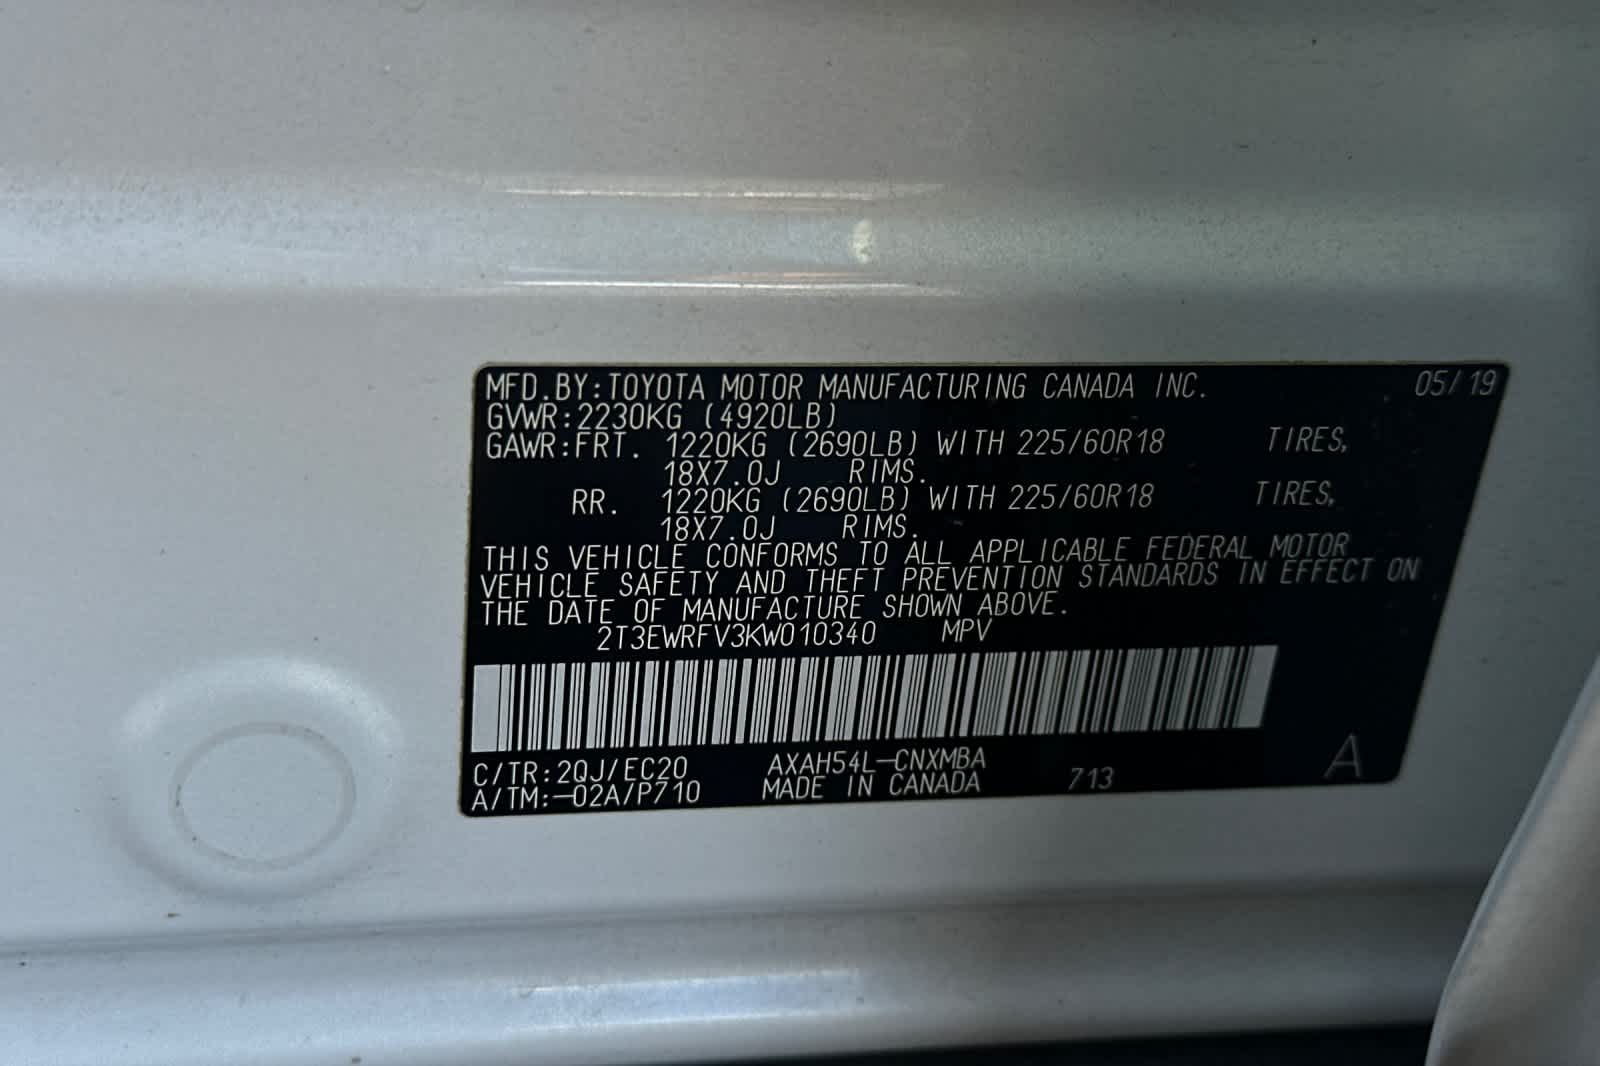 MFD.BY:TOYOTA MOTOR MANUFACTURING CANADA INC. 05/19
GVWR:2230KG (4920LB)
GAWR:FRT. 1220KG (2690LB) WITH 225/60R18 TIRES,
18X7.0J RIMS.
RR. 1220KG (2690LB) WITH 225/60R18 TIRES,
18X7.0J RIMS.
THIS VEHICLE CONFORMS TO ALL APPLICABLE FEDERAL MOTOR
VEHICLE SAFETY AND THEFT PREVENTION STANDARDS IN EFFECT ON
THE DATE OF MANUFACTURE SHOWN ABOVE.
2T3EWRFV3KW010340 MPV
C/TR:2QJ/EC20 AXAH54L-CNXMBA
A/TM:-02A/P710 MADE IN CANADA 713 A